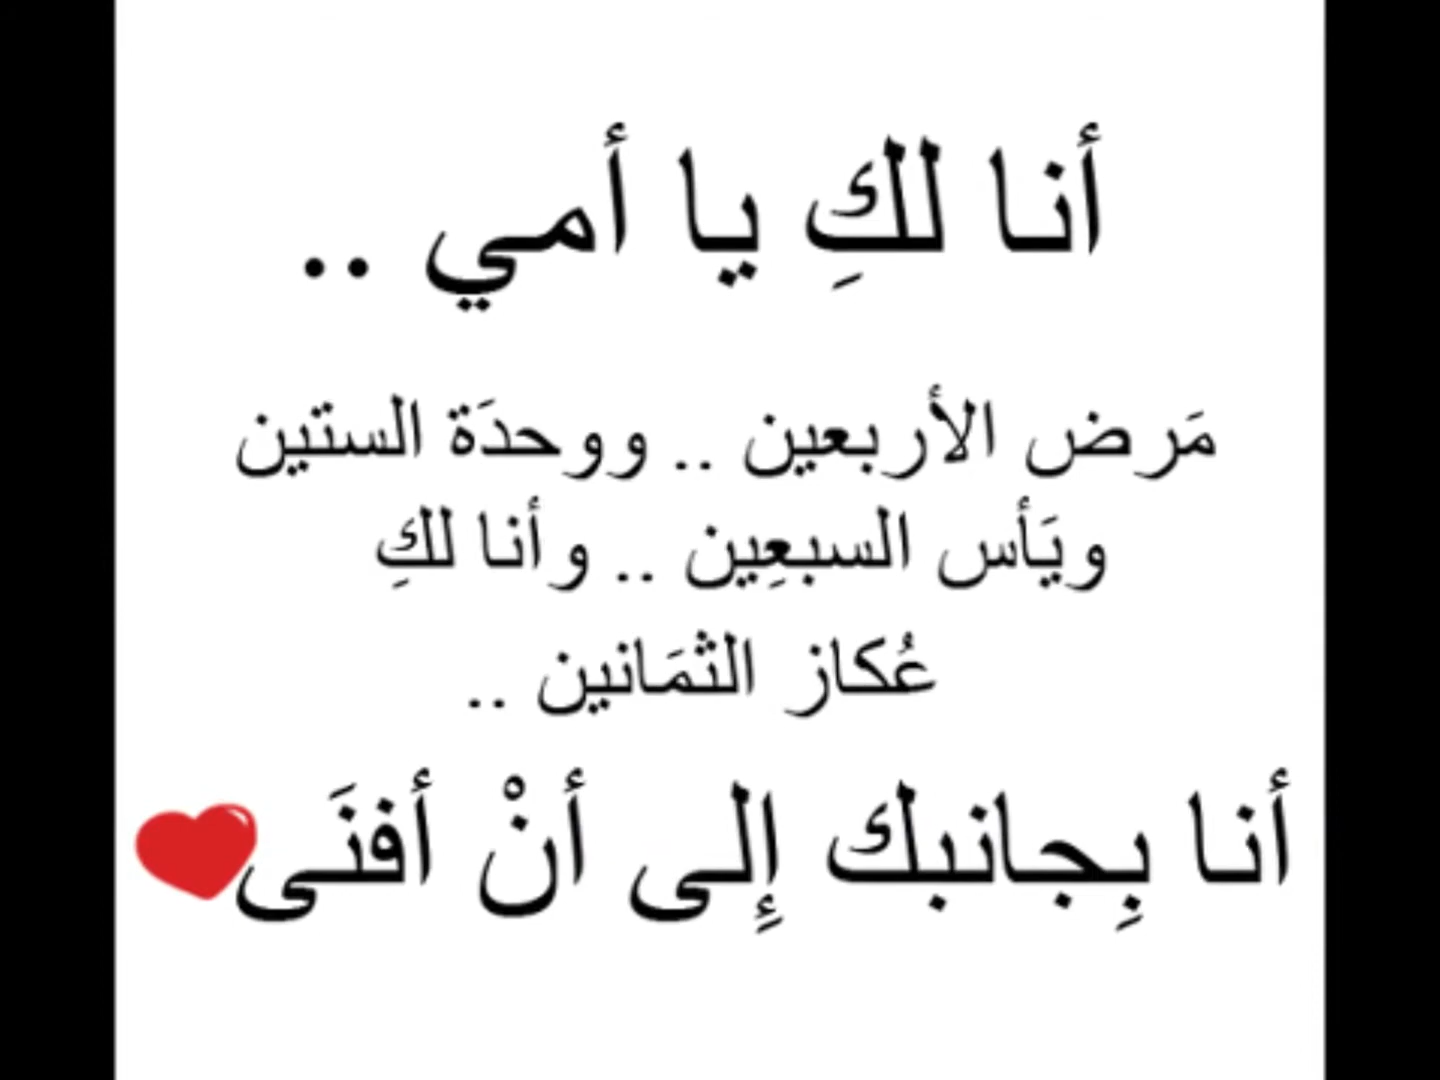 أنا لكِ يا أمي ..
مَرض الأربعين .. ووحدَة الستين
ويَأس السبعِين .. وأنا لكِ
عُكاز الثمَانين ..
أنا بِجانبك إِلى أنْ أفنَى